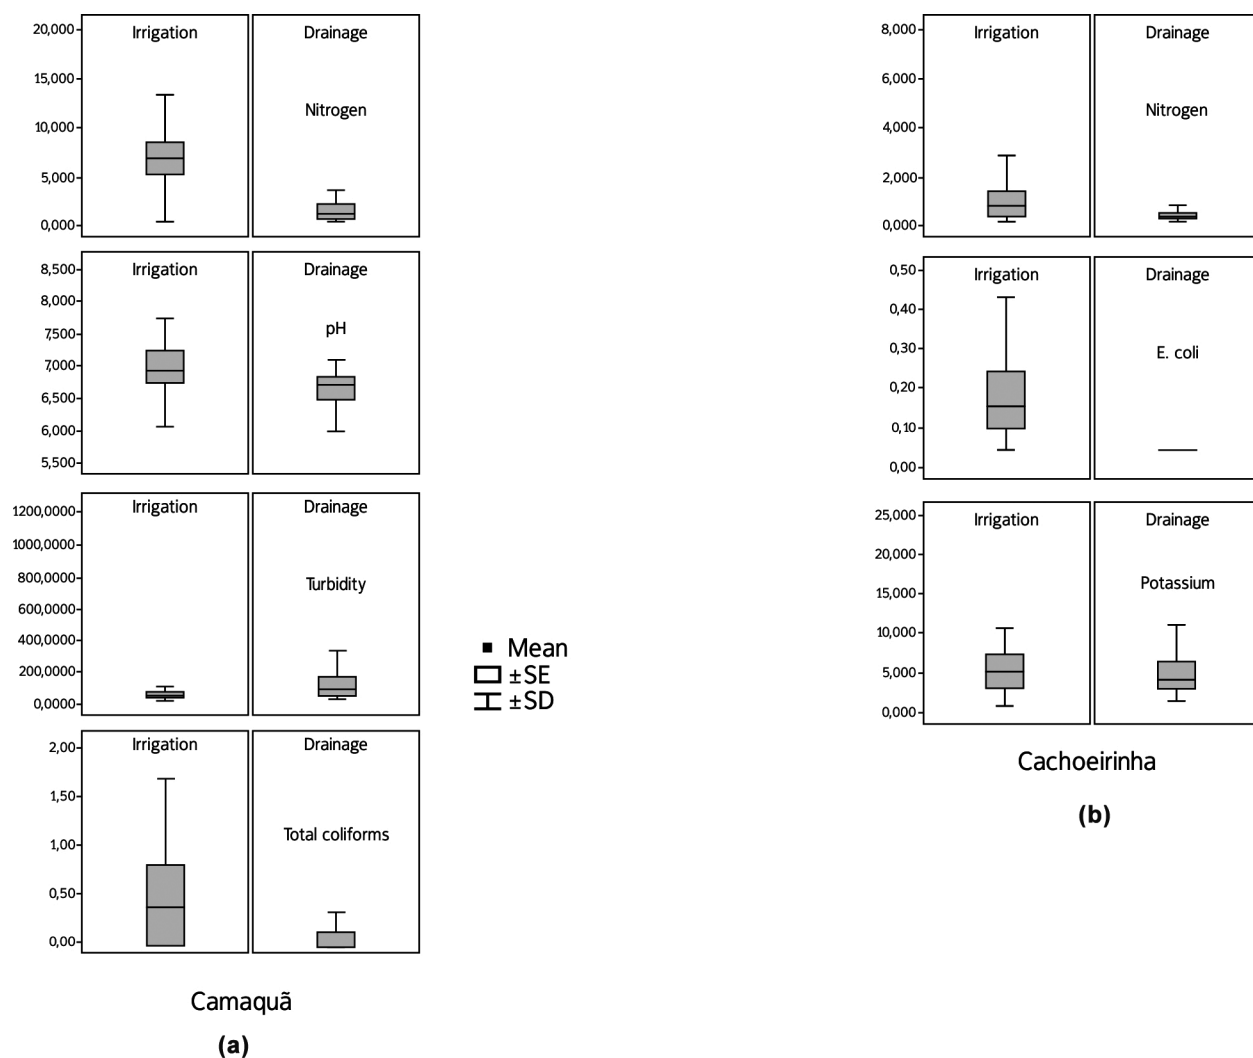 Irrigation
Drainage
Nitrogen
20,000
15,000
10,000
5,000
0,000
Irrigation
Drainage
pH
8,500
8,000
7,500
7,000
6,500
6,000
5,500
Irrigation
Drainage
Turbidity
1200,0000
1000,0000
800,0000
600,0000
400,0000
200,0000
0,0000
Irrigation
Drainage
Total coliforms
2,00
1,50
1,00
0,50
0,00
Camaquã
(a)
Mean
±SE
±SD
Irrigation
Drainage
Nitrogen
8,000
6,000
4,000
2,000
0,000
Irrigation
Drainage
E. coli
0,50
0,40
0,30
0,20
0,10
0,00
Irrigation
Drainage
Potassium
25,000
20,000
15,000
10,000
5,000
0,000
Cachoeirinha
(b)